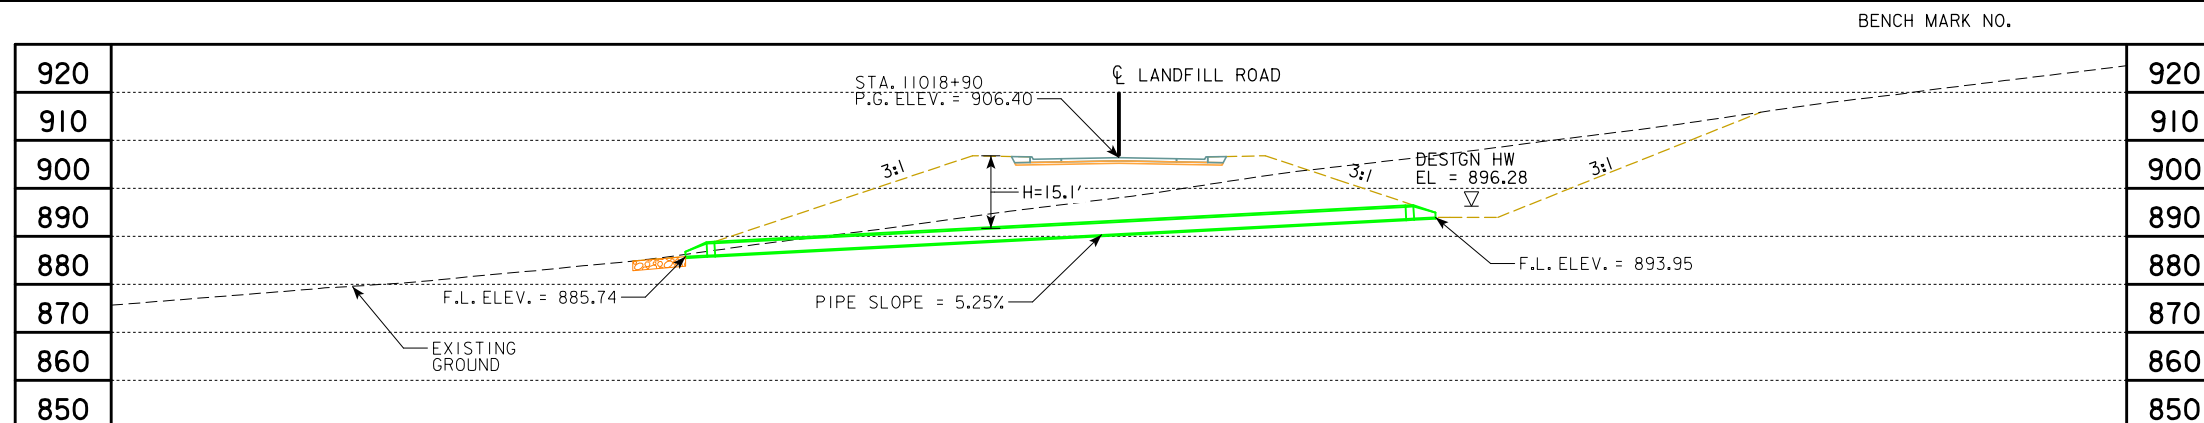 BENCH MARK NO.
920
920
STA. 11018+90
P.G. ELEV. = 906.40
℄ LANDFILL ROAD
910
910
900
900
3:1
3:1
DESIGN HW
EL = 896.28
3:1
H=15.1'
890
890
880
880
F.L. ELEV. = 893.95
F.L. ELEV. = 885.74
PIPE SLOPE = 5.25%
870
870
EXISTING
GROUND
860
860
850
850